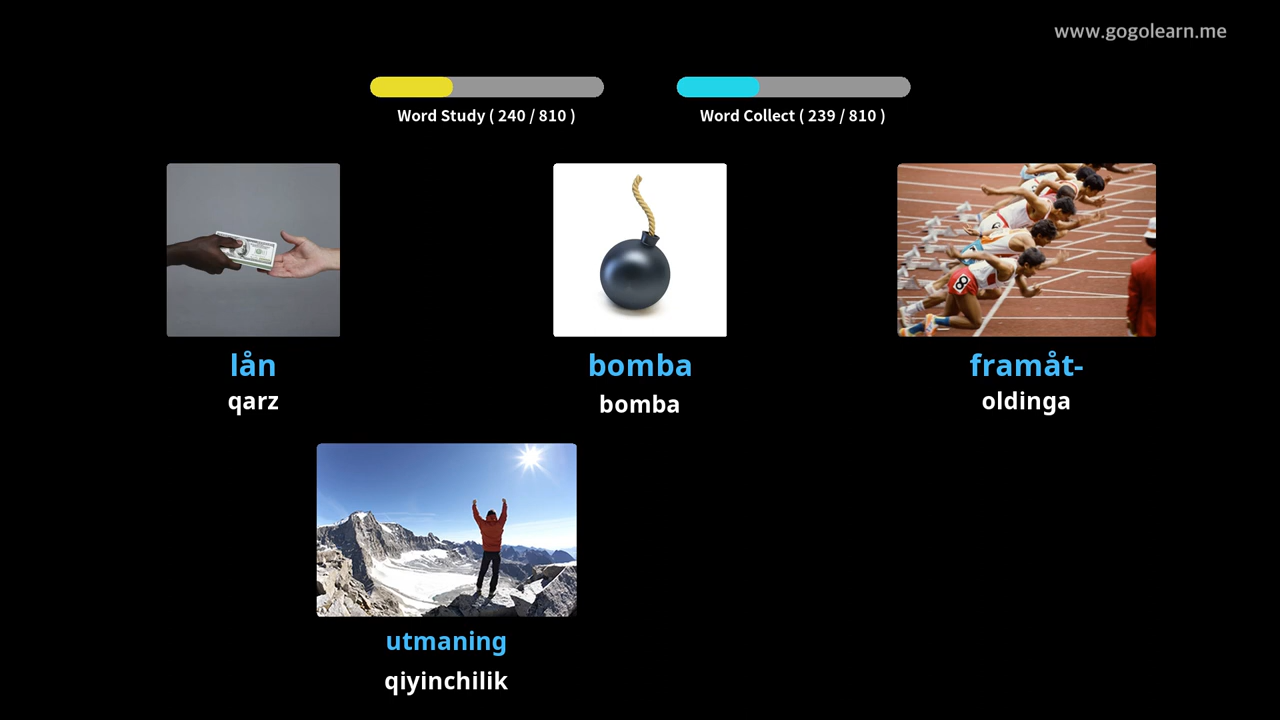 www.gogolearn.me
Word Study ( 240 / 810 )
Word Collect ( 239 / 810 )
lån
qarz
bomba
bomba
framåt-
oldinga
utmaning
qiyinchilik